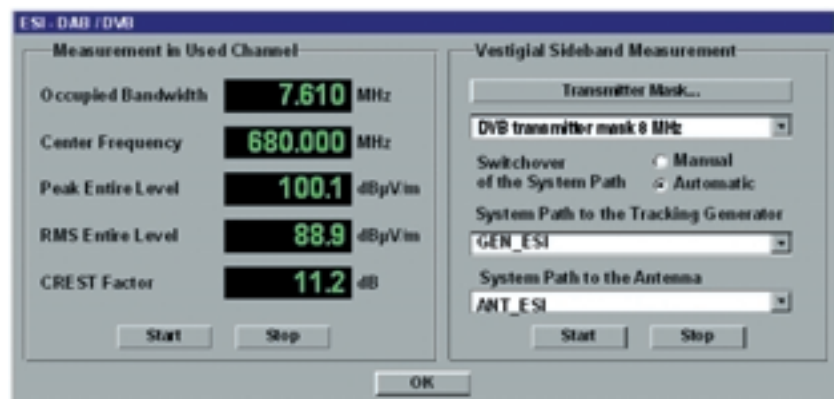 ESI - DAB / DVB
Measurement in Used Channel
Occupied Bandwidth 7.610 MHz
Center Frequency 680.000 MHz
Peak Entire Level 100.1 dBµV/m
RMS Entire Level 88.9 dBµV/m
CREST Factor 11.2 dB
Start Stop
Vestigial Sideband Measurement
Transmitter Mask...
DVB transmitter mask 8 MHz
Switchover
of the System Path
Manual
Automatic
System Path to the Tracking Generator
GEN_ESI
System Path to the Antenna
ANT_ESI
Start Stop
OK